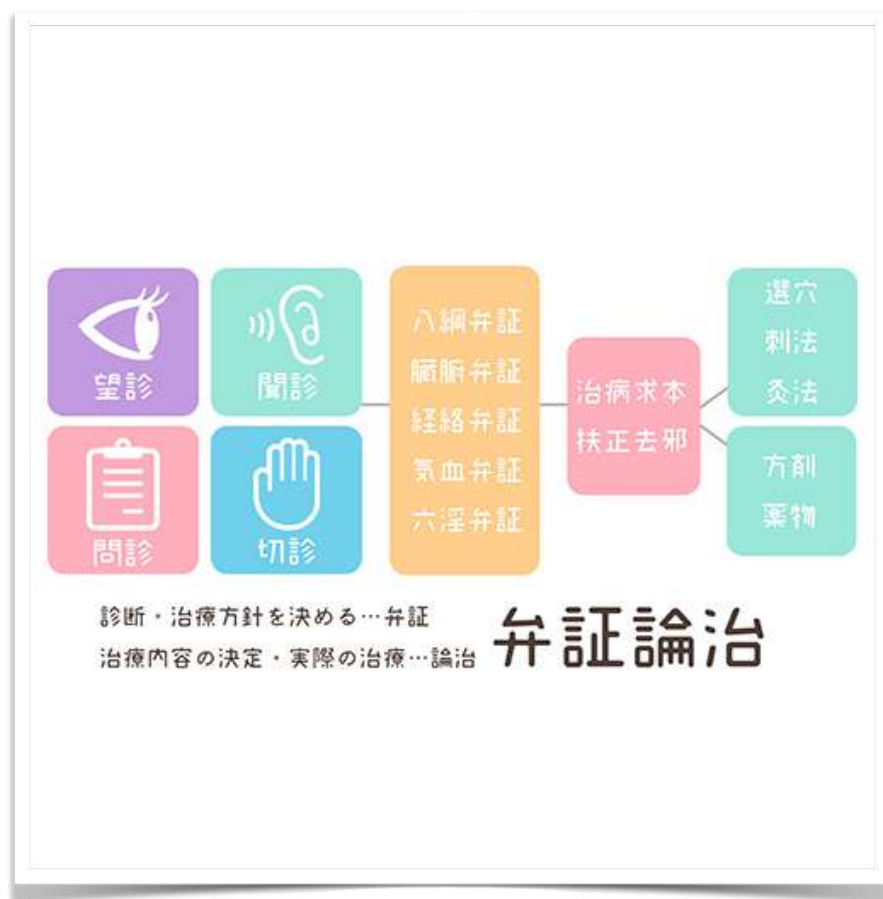 望診
聞診
問診
切診
八綱弁証
臓腑弁証
経絡弁証
気血弁証
六淫弁証
治病求本
扶正去邪
選穴
刺法
灸法
方剤
薬物
診断・治療方針を決める…弁証
治療内容の決定・実際の治療…論治
弁証論治